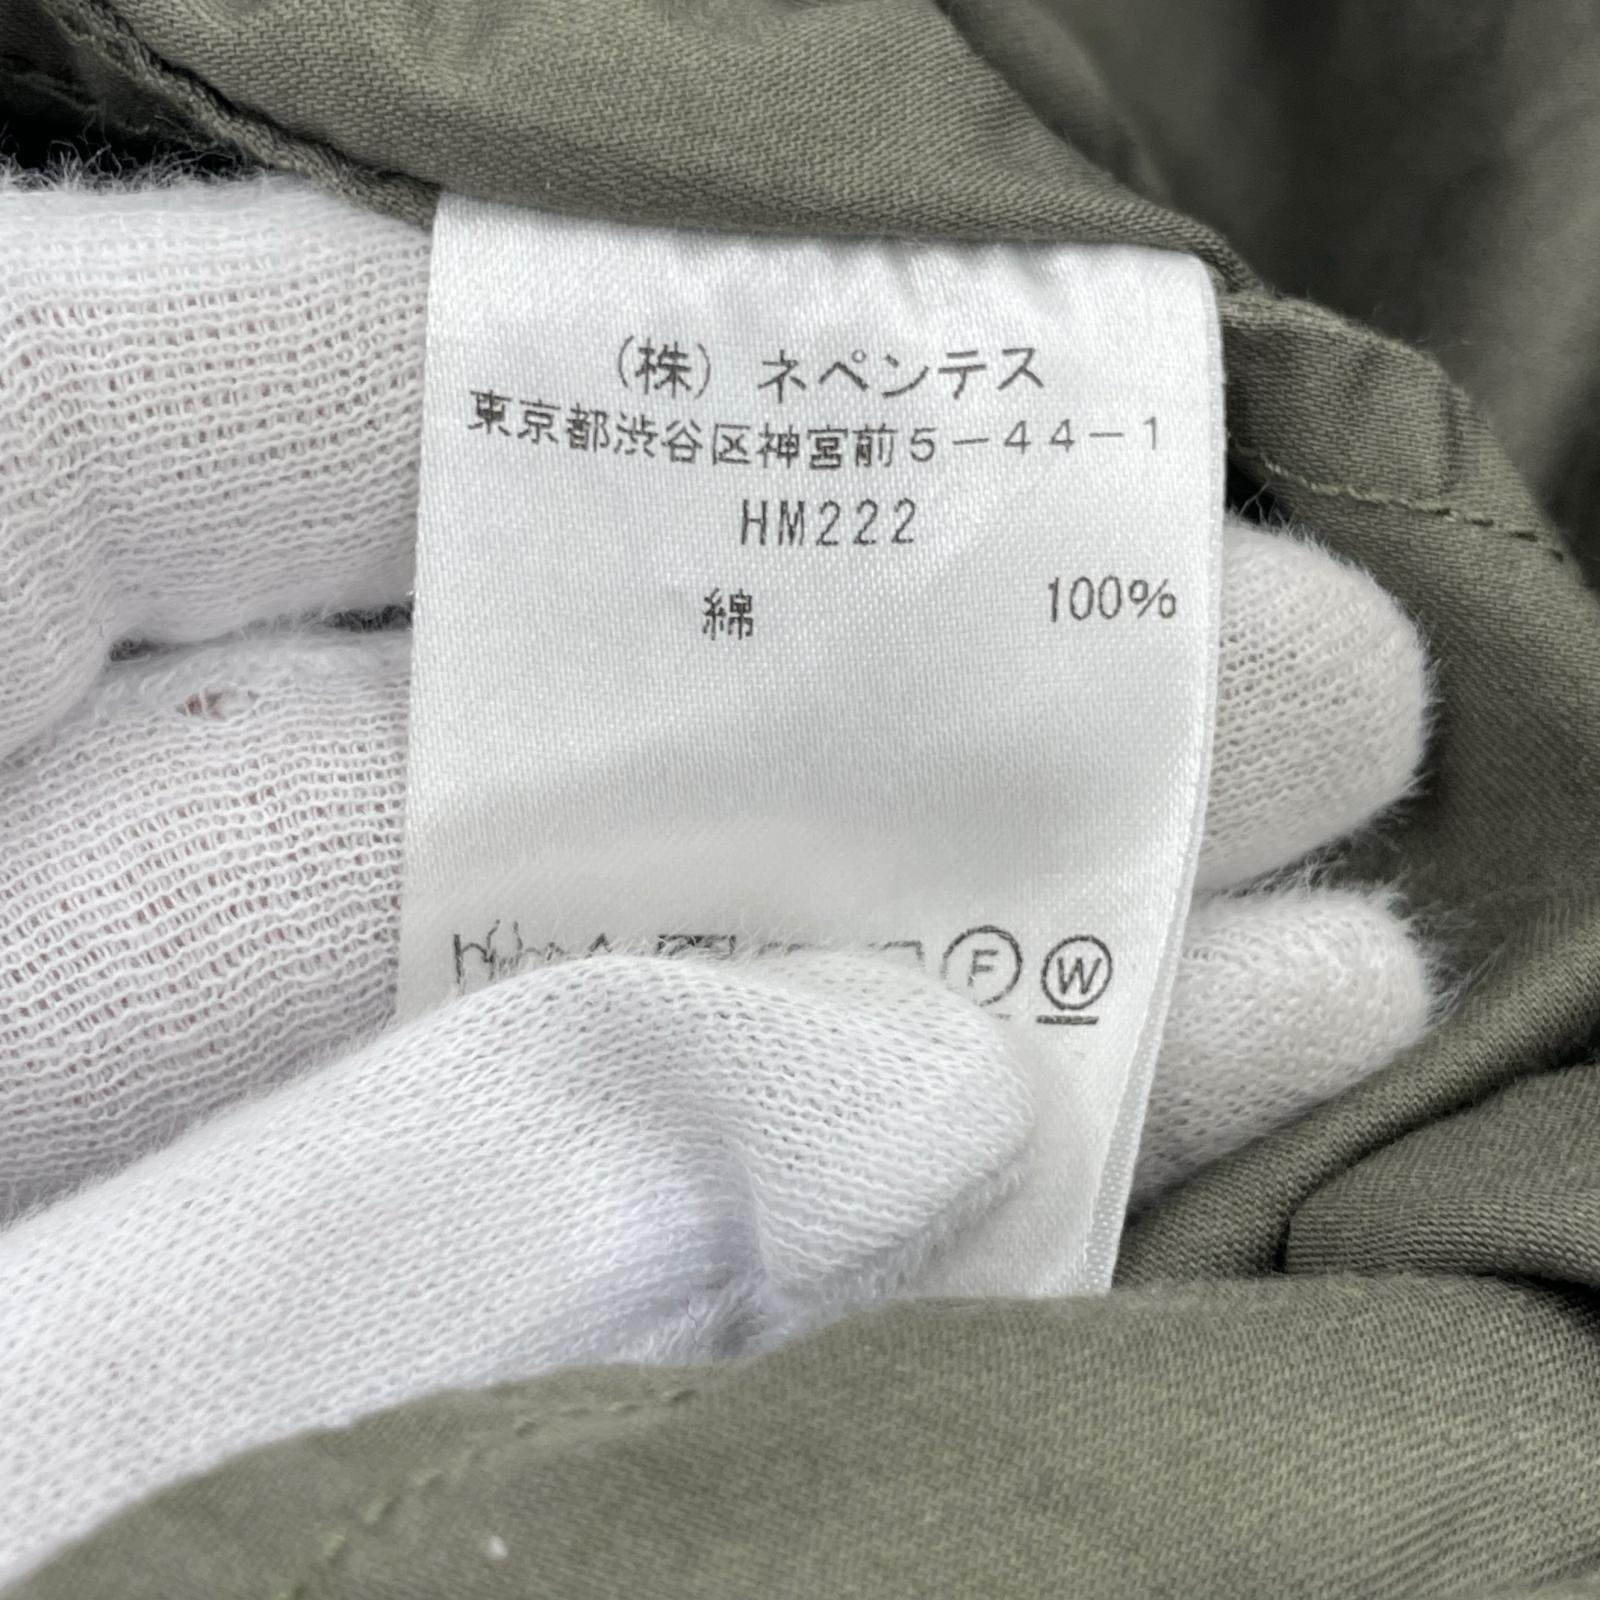 (株) ネペンテス
東京都渋谷区神宮前5-44-1
HM222
綿 100%
F W